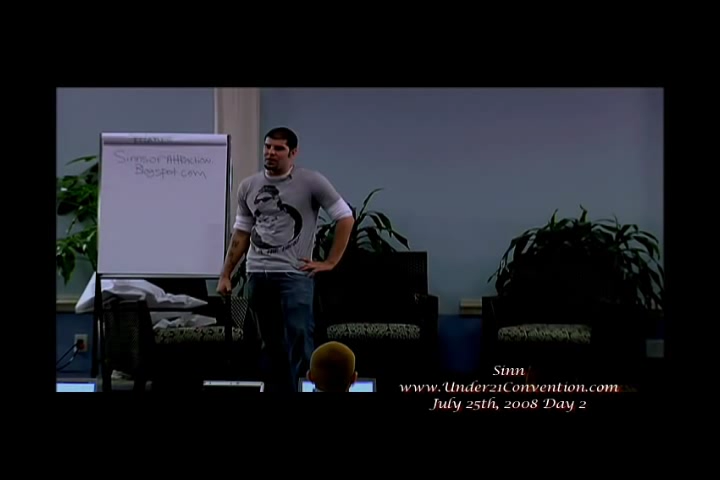 SinnsofAttraction.
Blogspot.com
Sinn
www.Under21Convention.com
July 25th, 2008 Day 2